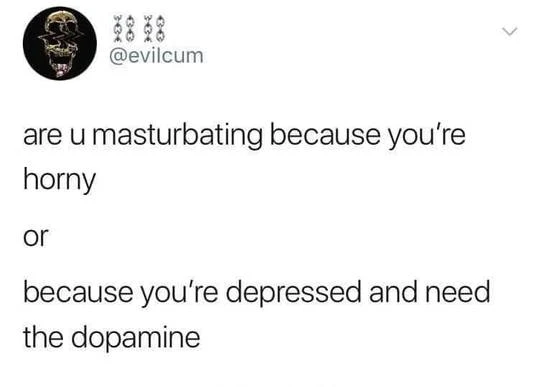 @evilcum
are u masturbating because you're
horny
or
because you're depressed and need
the dopamine